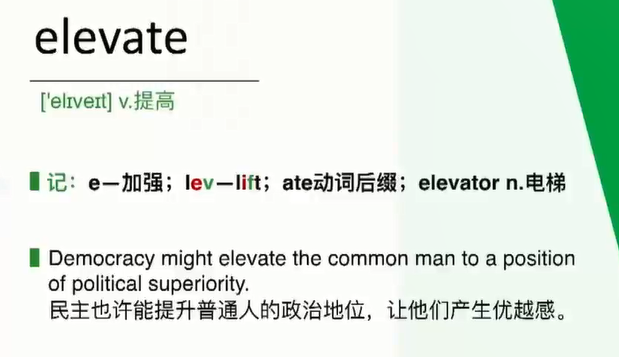 elevate
['elɪveɪt] v.提高
记：e—加强；lev—lift；ate动词后缀；elevator n.电梯
Democracy might elevate the common man to a position
of political superiority.
民主也许能提升普通人的政治地位，让他们产生优越感。